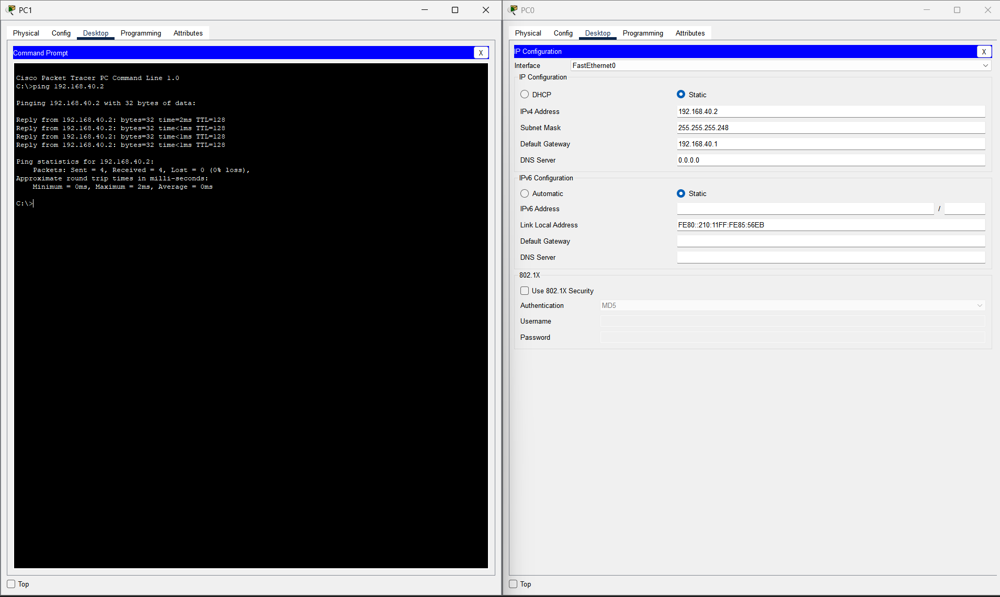 PC1
Physical Config Desktop Programming Attributes
Command Prompt X
Cisco Packet Tracer PC Command Line 1.0
C:\>ping 192.168.40.2
Pinging 192.168.40.2 with 32 bytes of data:
Reply from 192.168.40.2: bytes=32 time=2ms TTL=128
Reply from 192.168.40.2: bytes=32 time<1ms TTL=128
Reply from 192.168.40.2: bytes=32 time<1ms TTL=128
Reply from 192.168.40.2: bytes=32 time<1ms TTL=128
Ping statistics for 192.168.40.2:
Packets: Sent = 4, Received = 4, Lost = 0 (0% loss),
Approximate round trip times in milli-seconds:
Minimum = 0ms, Maximum = 2ms, Average = 0ms
C:\>
Top
PC0
Physical Config Desktop Programming Attributes
IP Configuration X
Interface FastEthernet0
IP Configuration
DHCP Static
IPv4 Address 192.168.40.2
Subnet Mask 255.255.255.248
Default Gateway 192.168.40.1
DNS Server 0.0.0.0
IPv6 Configuration
Automatic Static
IPv6 Address /
Link Local Address FE80::210:11FF:FE85:56EB
Default Gateway
DNS Server
802.1X
Use 802.1X Security
Authentication MD5
Username
Password
Top